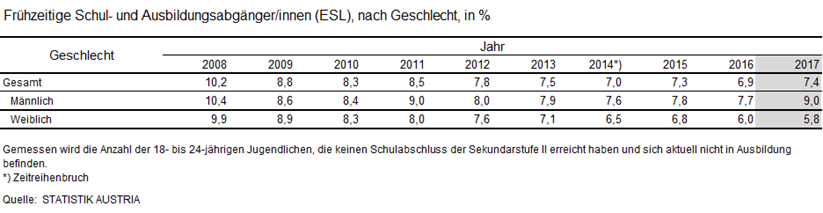 Frühzeitige Schul- und Ausbildungsabgänger/innen (ESL), nach Geschlecht, in %
Geschlecht Jahr
2008 2009 2010 2011 2012 2013 2014*) 2015 2016 2017
Gesamt 10,2 8,8 8,3 8,5 7,8 7,5 7,0 7,3 6,9 7,4
Männlich 10,4 8,6 8,4 9,0 8,0 7,9 7,6 7,8 7,7 9,0
Weiblich 9,9 8,9 8,3 8,0 7,6 7,1 6,5 6,8 6,0 5,8
Gemessen wird die Anzahl der 18- bis 24-jährigen Jugendlichen, die keinen Schulabschluss der Sekundarstufe II erreicht haben und sich aktuell nicht in Ausbildung
befinden.
*) Zeitreihenbruch
Quelle: STATISTIK AUSTRIA